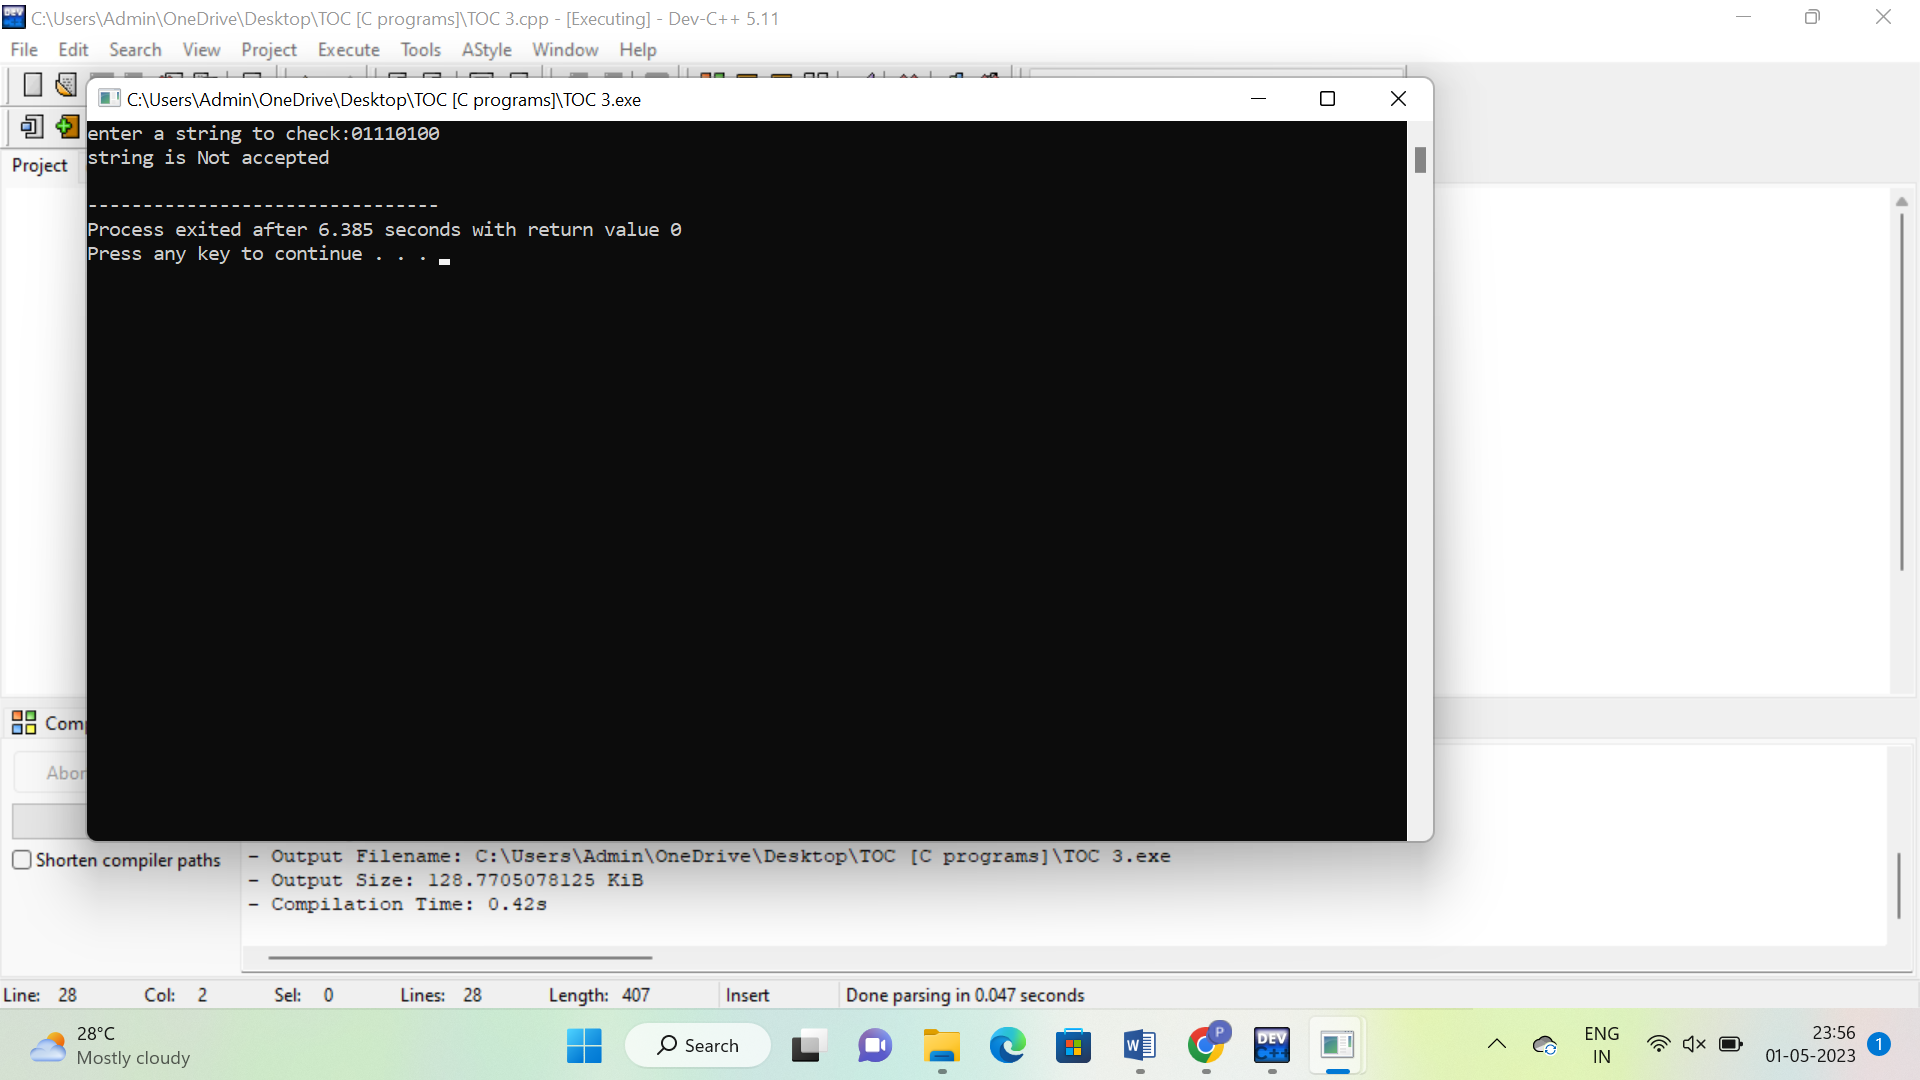 C:\Users\Admin\OneDrive\Desktop\TOC [C programs]\TOC 3.cpp - [Executing] - Dev-C++ 5.11
File Edit Search View Project Execute Tools AStyle Window Help
C:\Users\Admin\OneDrive\Desktop\TOC [C programs]\TOC 3.exe
enter a string to check:01110100
string is Not accepted
Project
--------------------------------
Process exited after 6.385 seconds with return value 0
Press any key to continue . . .
Comp
Abor
Shorten compiler paths
- Output Filename: C:\Users\Admin\OneDrive\Desktop\TOC [C programs]\TOC 3.exe
- Output Size: 128.7705078125 KiB
- Compilation Time: 0.42s
Line: 28 Col: 2 Sel: 0 Lines: 28 Length: 407 Insert Done parsing in 0.047 seconds
28°C
Mostly cloudy
Search
W
P
DEV
C++
ENG
IN
23:56
01-05-2023
1